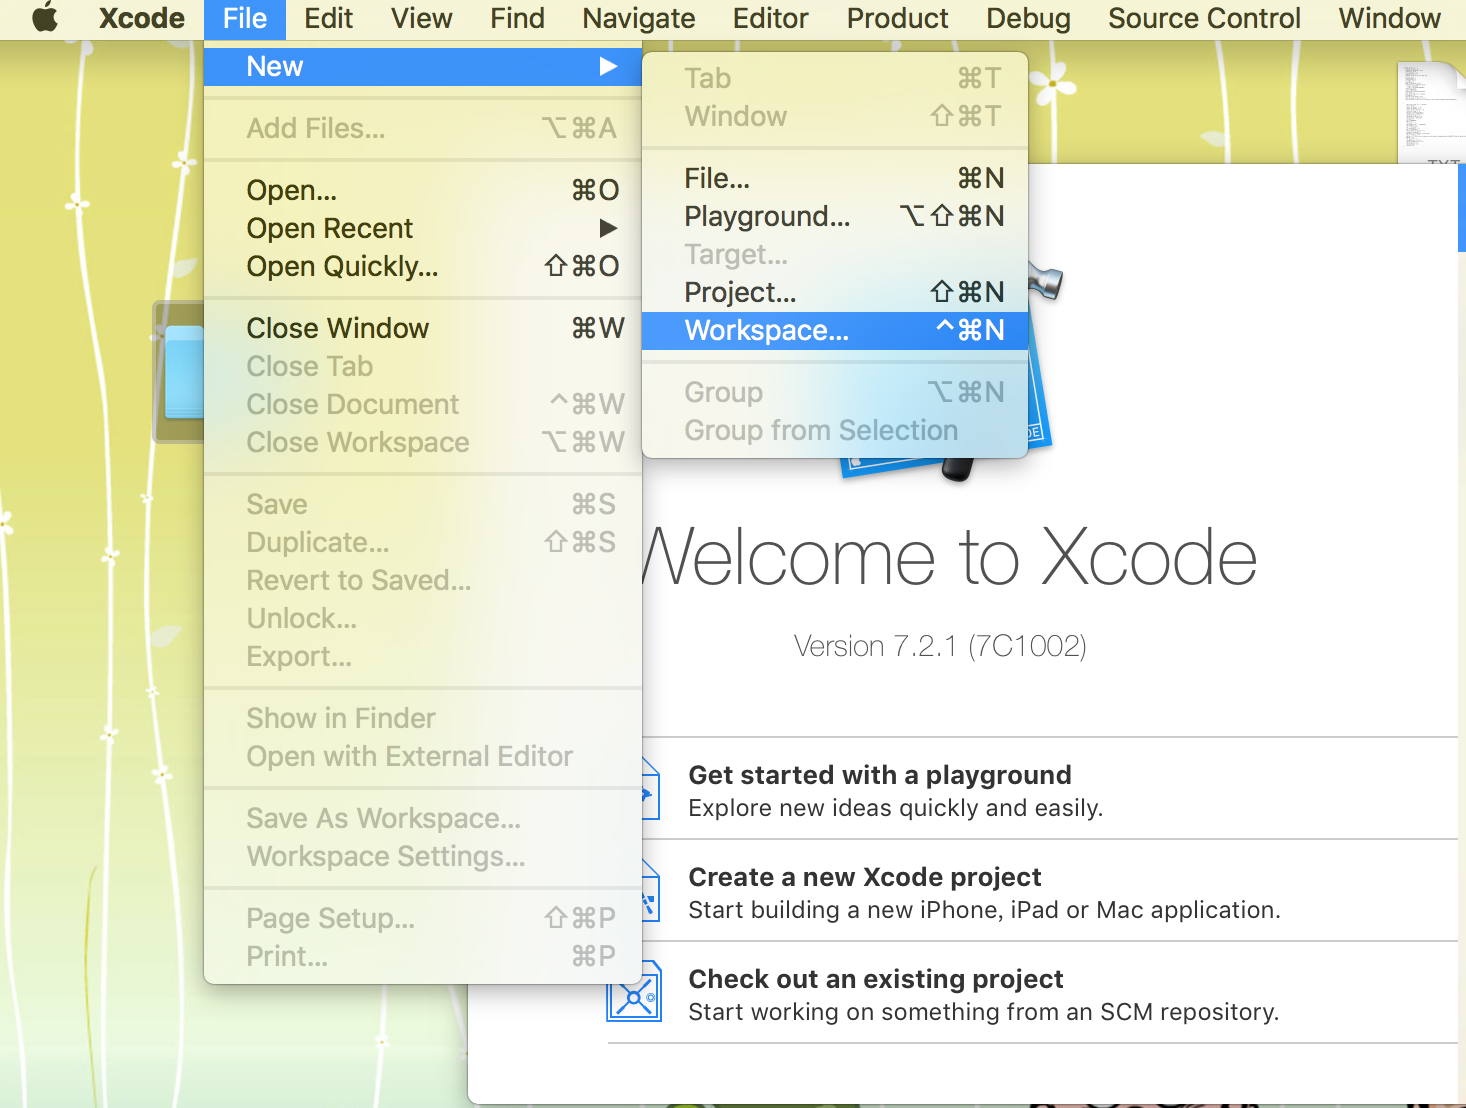 Xcode File Edit View Find Navigate Editor Product Debug Source Control Window
New
Add Files... ⌥⌘A
Open... ⌘O
Open Recent
Open Quickly... ⇧⌘O
Close Window ⌘W
Close Tab
Close Document ^⌘W
Close Workspace ⌥⌘W
Save ⌘S
Duplicate... ⇧⌘S
Revert to Saved...
Unlock...
Export...
Show in Finder
Open with External Editor
Save As Workspace...
Workspace Settings...
Page Setup... ⇧⌘P
Print... ⌘P
Tab ⌘T
Window ⇧⌘T
File... ⌘N
Playground... ⌥⇧⌘N
Target...
Project... ⇧⌘N
Workspace... ^⌘N
Group ⌥⌘N
Group from Selection
Welcome to Xcode
Version 7.2.1 (7C1002)
Get started with a playground
Explore new ideas quickly and easily.
Create a new Xcode project
Start building a new iPhone, iPad or Mac application.
Check out an existing project
Start working on something from an SCM repository.